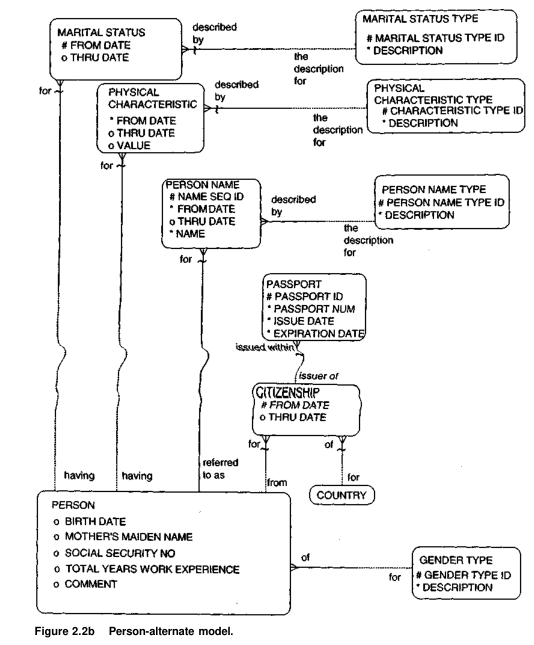 MARITAL STATUS
# FROM DATE
o THRU DATE
described
by
the
description
for
MARITAL STATUS TYPE
# MARITAL STATUS TYPE ID
* DESCRIPTION
for
PHYSICAL
CHARACTERISTIC
* FROM DATE
o THRU DATE
o VALUE
described
by
the
description
for
PHYSICAL
CHARACTERISTIC TYPE
# CHARACTERISTIC TYPE ID
* DESCRIPTION
for
PERSON NAME
# NAME SEQ ID
* FROMDATE
o THRU DATE
* NAME
described
by
the
description
for
PERSON NAME TYPE
# PERSON NAME TYPE ID
* DESCRIPTION
for
PASSPORT
# PASSPORT ID
* PASSPORT NUM
* ISSUE DATE
* EXPIRATION DATE
issued within
issuer of
CITIZENSHIP
# FROM DATE
o THRU DATE
for
of
having
having
referred
to as
from
for
COUNTRY
PERSON
o BIRTH DATE
o MOTHER'S MAIDEN NAME
o SOCIAL SECURITY NO
o TOTAL YEARS WORK EXPERIENCE
o COMMENT
of
for
GENDER TYPE
# GENDER TYPE ID
* DESCRIPTION
Figure 2.2b Person-alternate model.